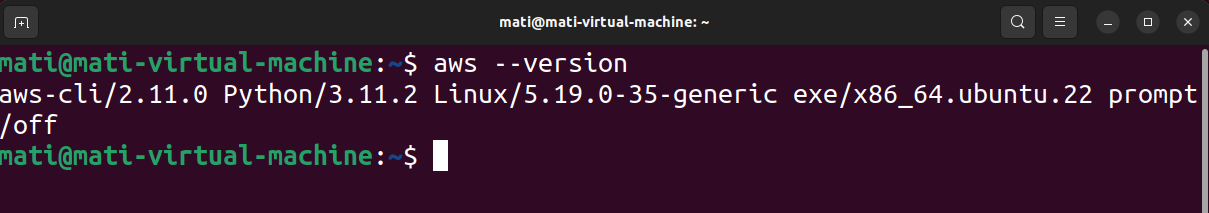 mati@mati-virtual-machine: ~
mati@mati-virtual-machine:~$ aws --version
aws-cli/2.11.0 Python/3.11.2 Linux/5.19.0-35-generic exe/x86_64.ubuntu.22 prompt
/off
mati@mati-virtual-machine:~$